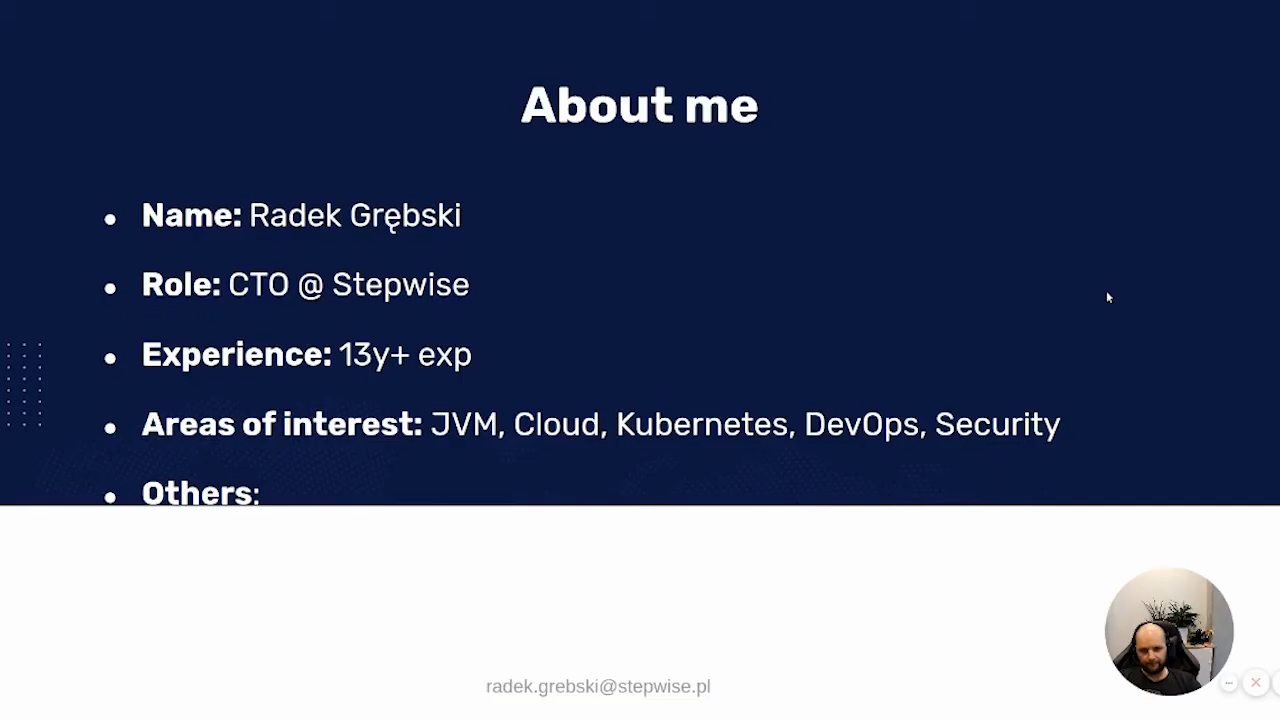 About me
Name: Radek Grębski
Role: CTO @ Stepwise
Experience: 13y+ exp
Areas of interest: JVM, Cloud, Kubernetes, DevOps, Security
Others:
radek.grebski@stepwise.pl